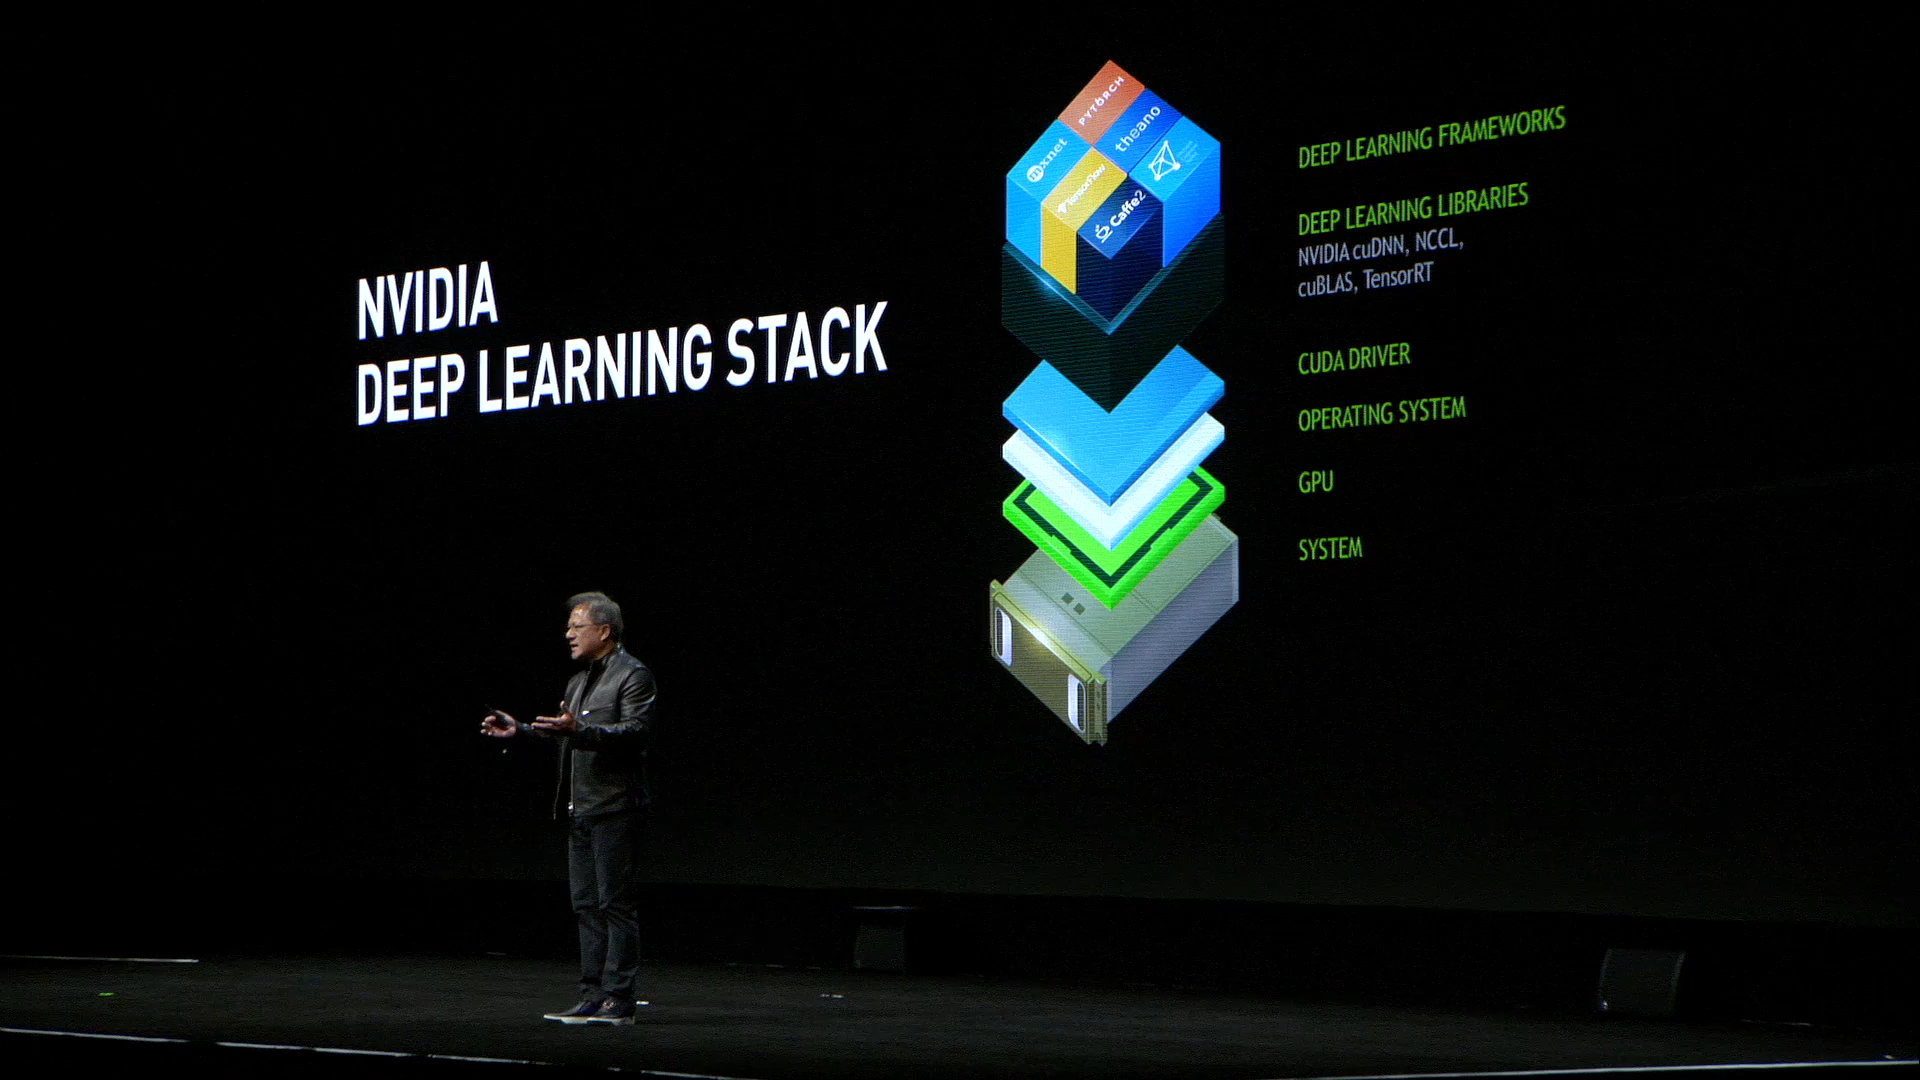 NVIDIA
DEEP LEARNING STACK
PYTORCH
theano
mxnet
TensorFlow
Caffe2
DEEP LEARNING FRAMEWORKS
DEEP LEARNING LIBRARIES
NVIDIA cuDNN, NCCL,
cuBLAS, TensorRT
CUDA DRIVER
OPERATING SYSTEM
GPU
SYSTEM